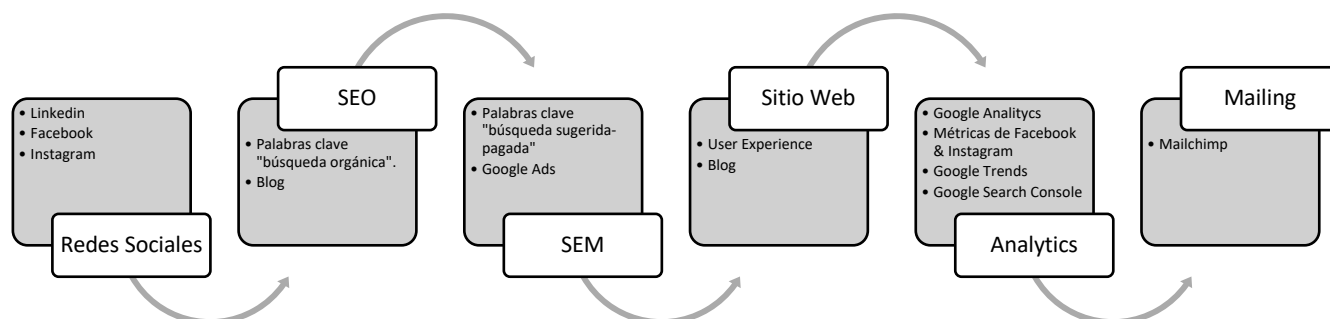 • Linkedin
• Facebook
• Instagram
Redes Sociales
SEO
• Palabras clave
"búsqueda orgánica".
• Blog
• Palabras clave
"búsqueda sugerida-
pagada"
• Google Ads
SEM
Sitio Web
• User Experience
• Blog
• Google Analitycs
• Métricas de Facebook
& Instagram
• Google Trends
• Google Search Console
Analytics
Mailing
• Mailchimp